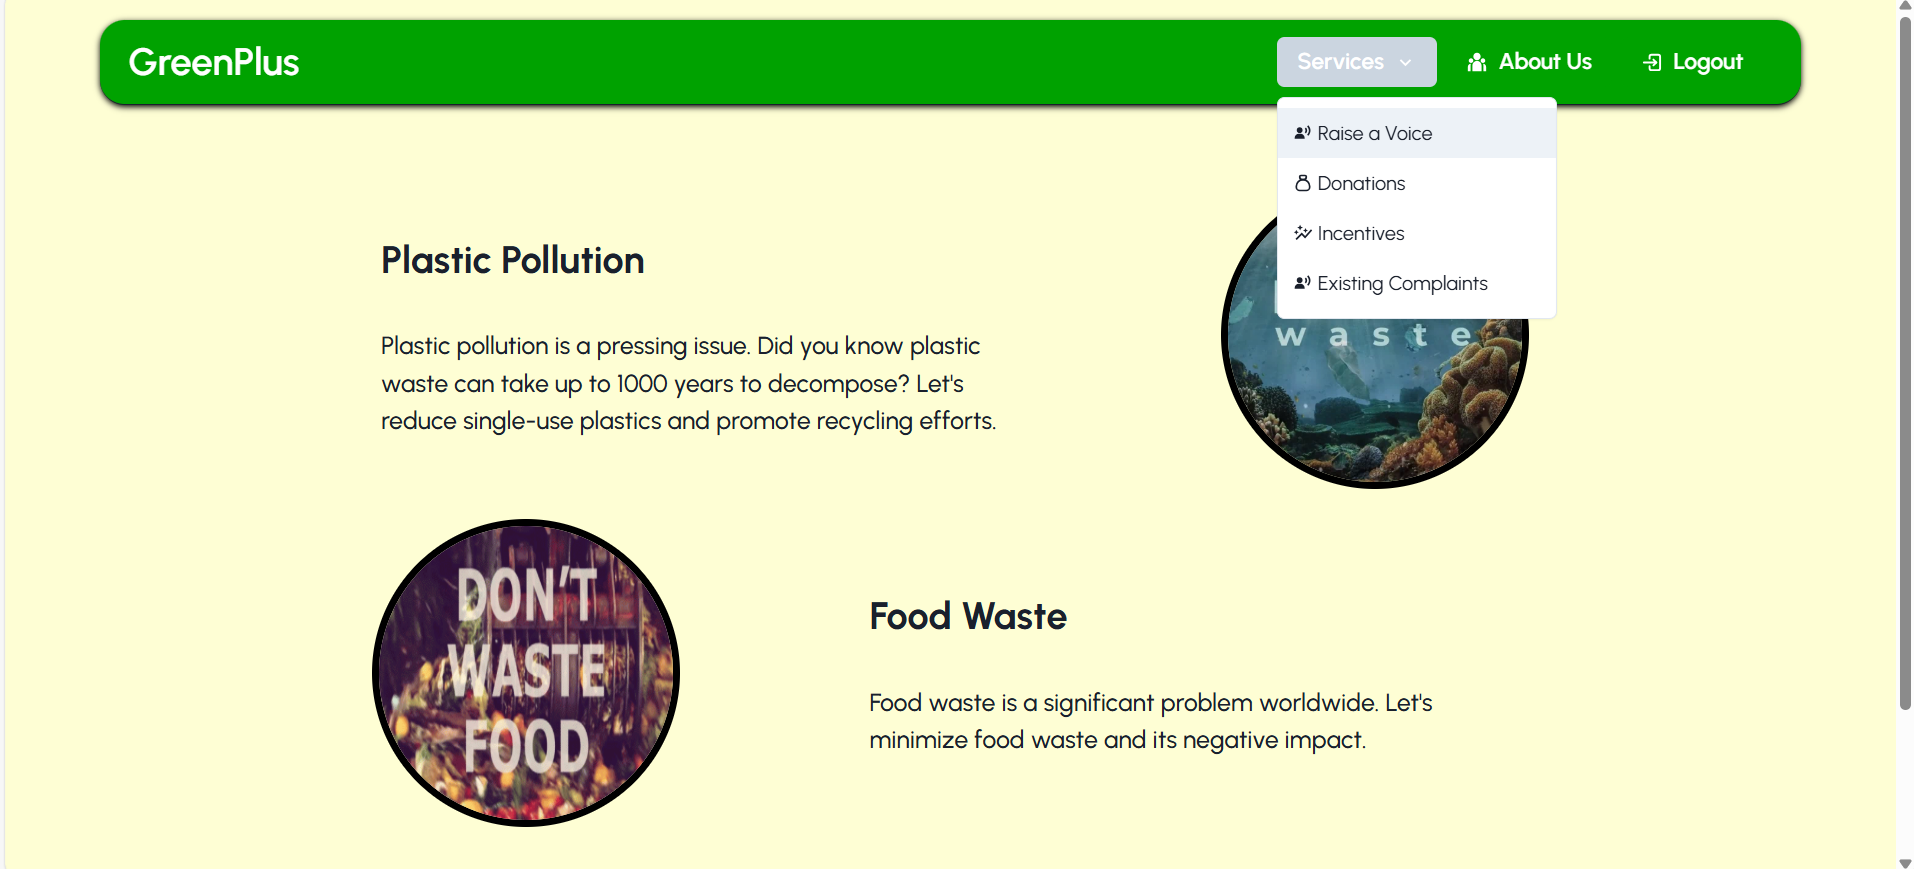 GreenPlus
Services
About Us
Logout
Raise a Voice
Donations
Incentives
Existing Complaints
Plastic Pollution
Plastic pollution is a pressing issue. Did you know plastic
waste can take up to 1000 years to decompose? Let's
reduce single-use plastics and promote recycling efforts.
waste
DON'T
WASTE
FOOD
Food Waste
Food waste is a significant problem worldwide. Let's
minimize food waste and its negative impact.